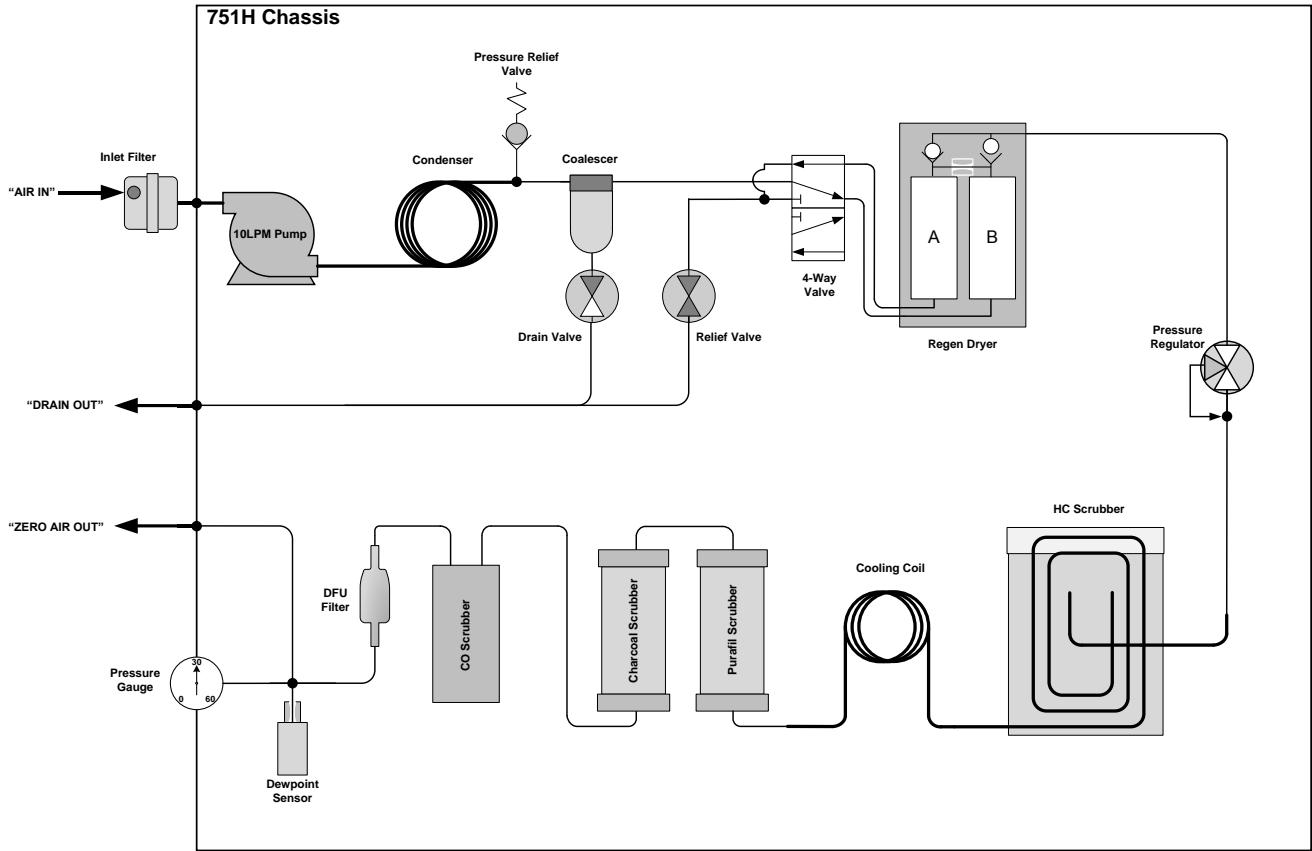 751H Chassis
Pressure Relief
Valve
Inlet Filter
Condenser
Coalescer
“AIR IN”
10LPM Pump
A
B
4-Way
Valve
Drain Valve
Relief Valve
Regen Dryer
Pressure
Regulator
“DRAIN OUT”
“ZERO AIR OUT”
HC Scrubber
Cooling Coil
DFU
Filter
CO Scrubber
Charcoal Scrubber
Purafil Scrubber
Pressure
Gauge
30
0
60
Dewpoint
Sensor